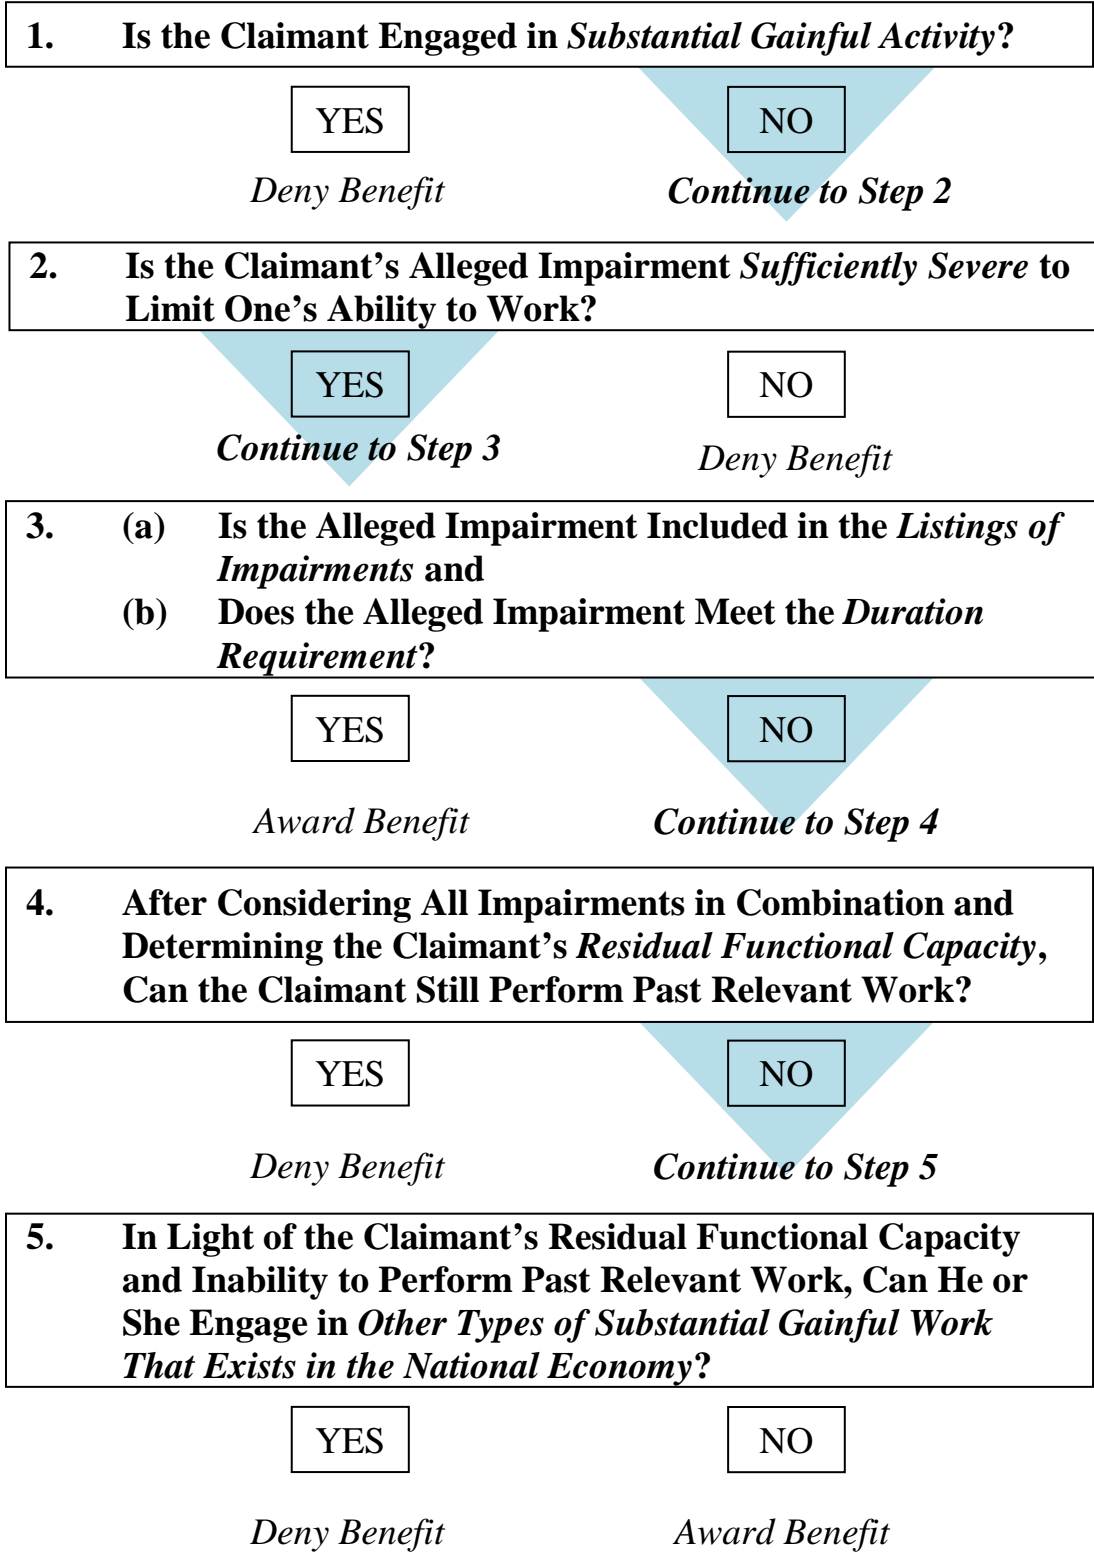 1. Is the Claimant Engaged in Substantial Gainful Activity?
YES NO
Deny Benefit Continue to Step 2
2. Is the Claimant’s Alleged Impairment Sufficiently Severe to
Limit One’s Ability to Work?
YES NO
Continue to Step 3 Deny Benefit
3. (a) Is the Alleged Impairment Included in the Listings of
Impairments and
(b) Does the Alleged Impairment Meet the Duration
Requirement?
YES NO
Award Benefit Continue to Step 4
4. After Considering All Impairments in Combination and
Determining the Claimant’s Residual Functional Capacity,
Can the Claimant Still Perform Past Relevant Work?
YES NO
Deny Benefit Continue to Step 5
5. In Light of the Claimant’s Residual Functional Capacity
and Inability to Perform Past Relevant Work, Can He or
She Engage in Other Types of Substantial Gainful Work
That Exists in the National Economy?
YES NO
Deny Benefit Award Benefit